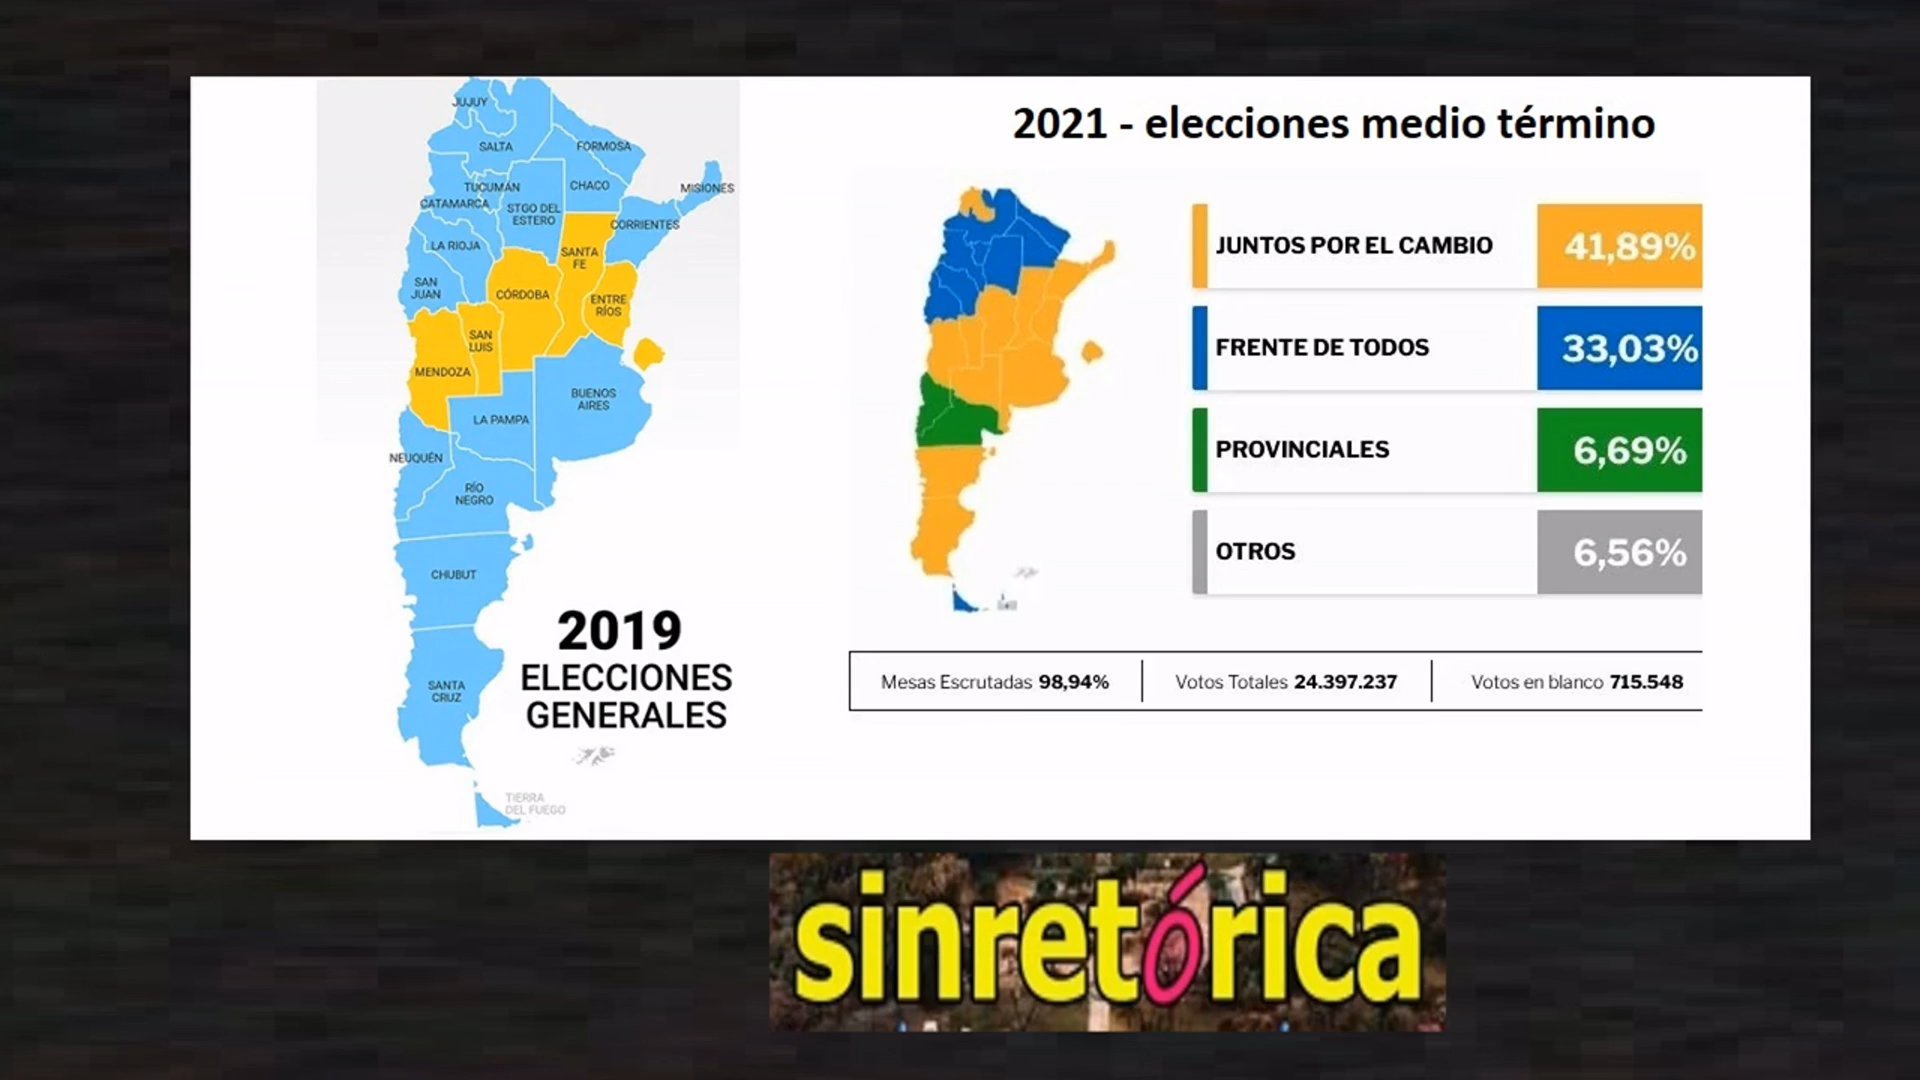 JUJUY
SALTA
FORMOSA
TUCUMÁN
CHACO
MISIONES
CATAMARCA
STGO DEL
ESTERO
CORRIENTES
LA RIOJA
SANTA
FE
SAN
JUAN
CÓRDOBA
ENTRE
RÍOS
SAN
LUIS
MENDOZA
BUENOS
AIRES
LA PAMPA
NEUQUÉN
RÍO
NEGRO
CHUBUT
SANTA
CRUZ
TIERRA
DEL FUEGO
2019
ELECCIONES
GENERALES
2021 - elecciones medio término
JUNTOS POR EL CAMBIO 41,89%
FRENTE DE TODOS 33,03%
PROVINCIALES 6,69%
OTROS 6,56%
Mesas Escrutadas 98,94% Votos Totales 24.397.237 Votos en blanco 715.548
sinretórica